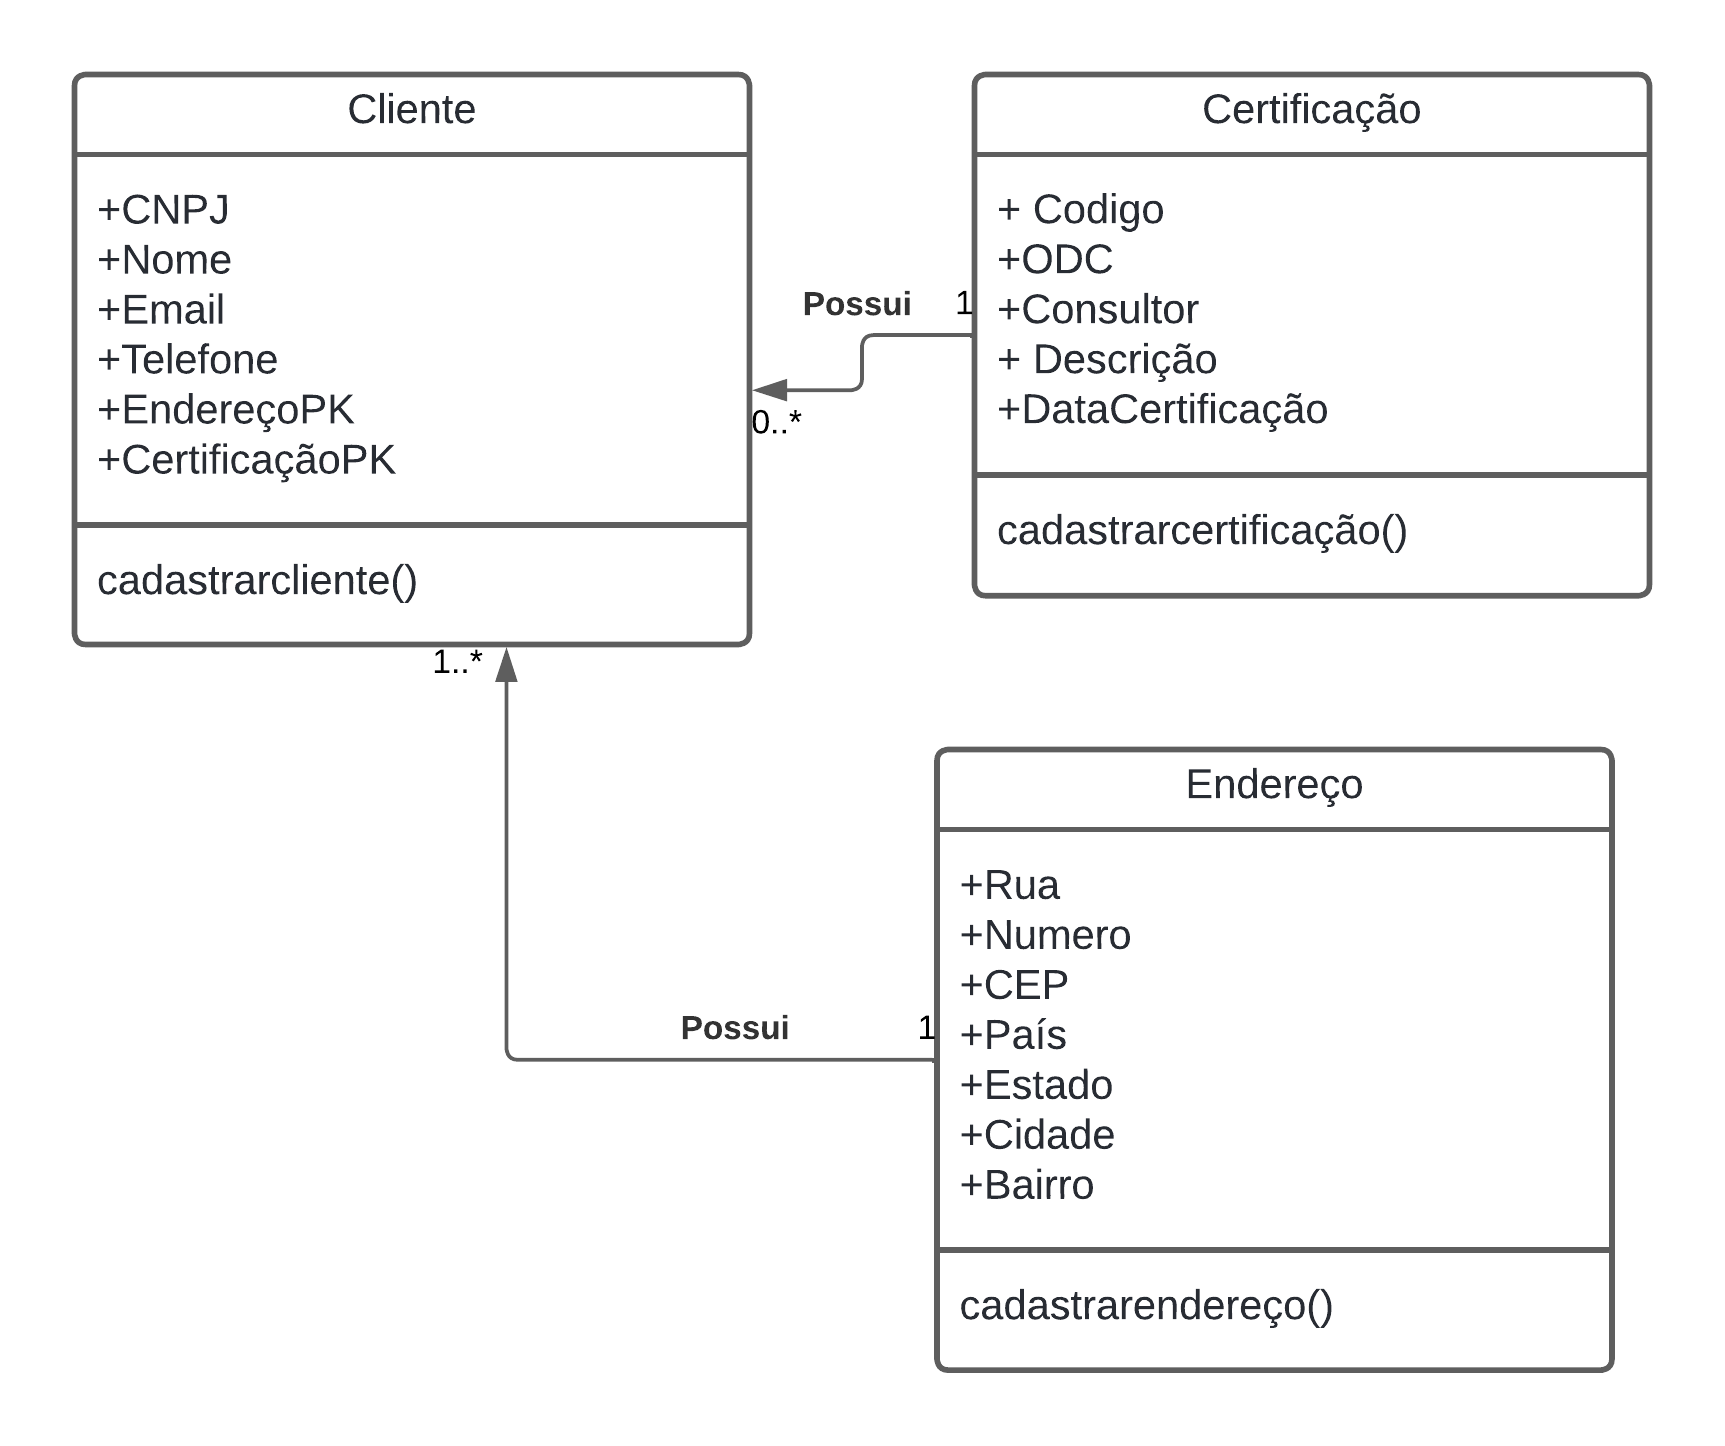 Cliente
+CNPJ
+Nome
+Email
+Telefone
+EndereçoPK
+CertificaçãoPK
cadastrarcliente()
Certificação
+ Codigo
+ODC
+Consultor
+ Descrição
+DataCertificação
cadastrarcertificação()
Possui
1
0..*
1..*
Possui
1
Endereço
+Rua
+Numero
+CEP
+País
+Estado
+Cidade
+Bairro
cadastrarendereço()